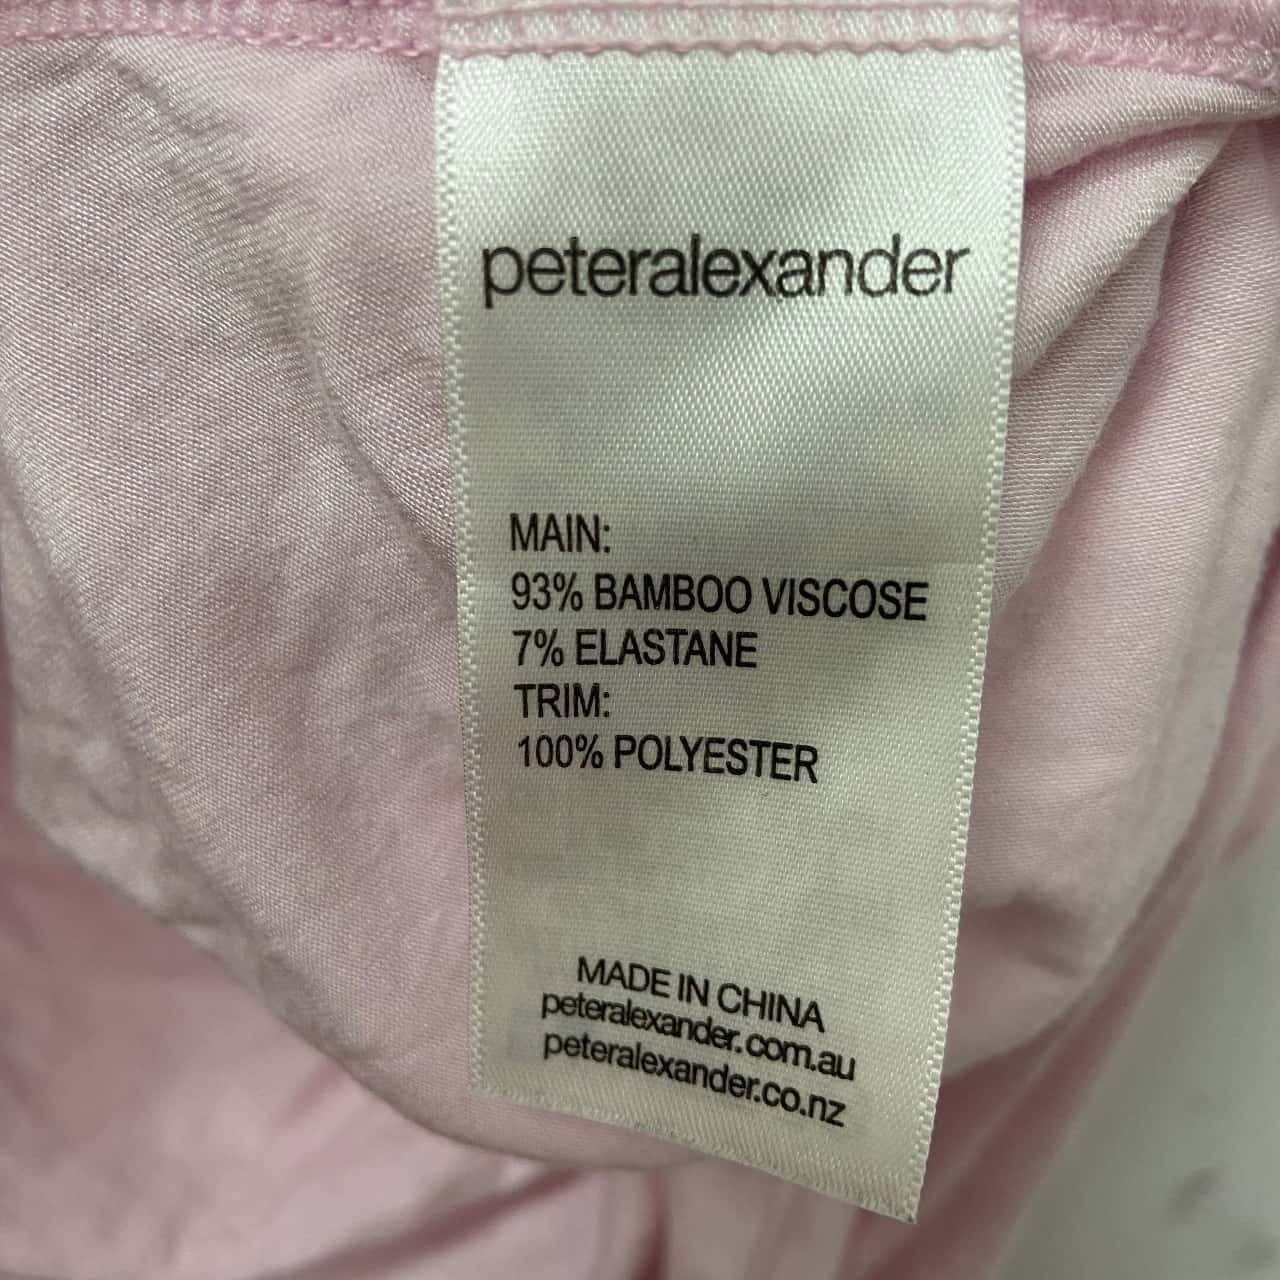 peteralexander
MAIN:
93% BAMBOO VISCOSE
7% ELASTANE
TRIM:
100% POLYESTER
MADE IN CHINA
peteralexander.com.au
peteralexander.co.nz